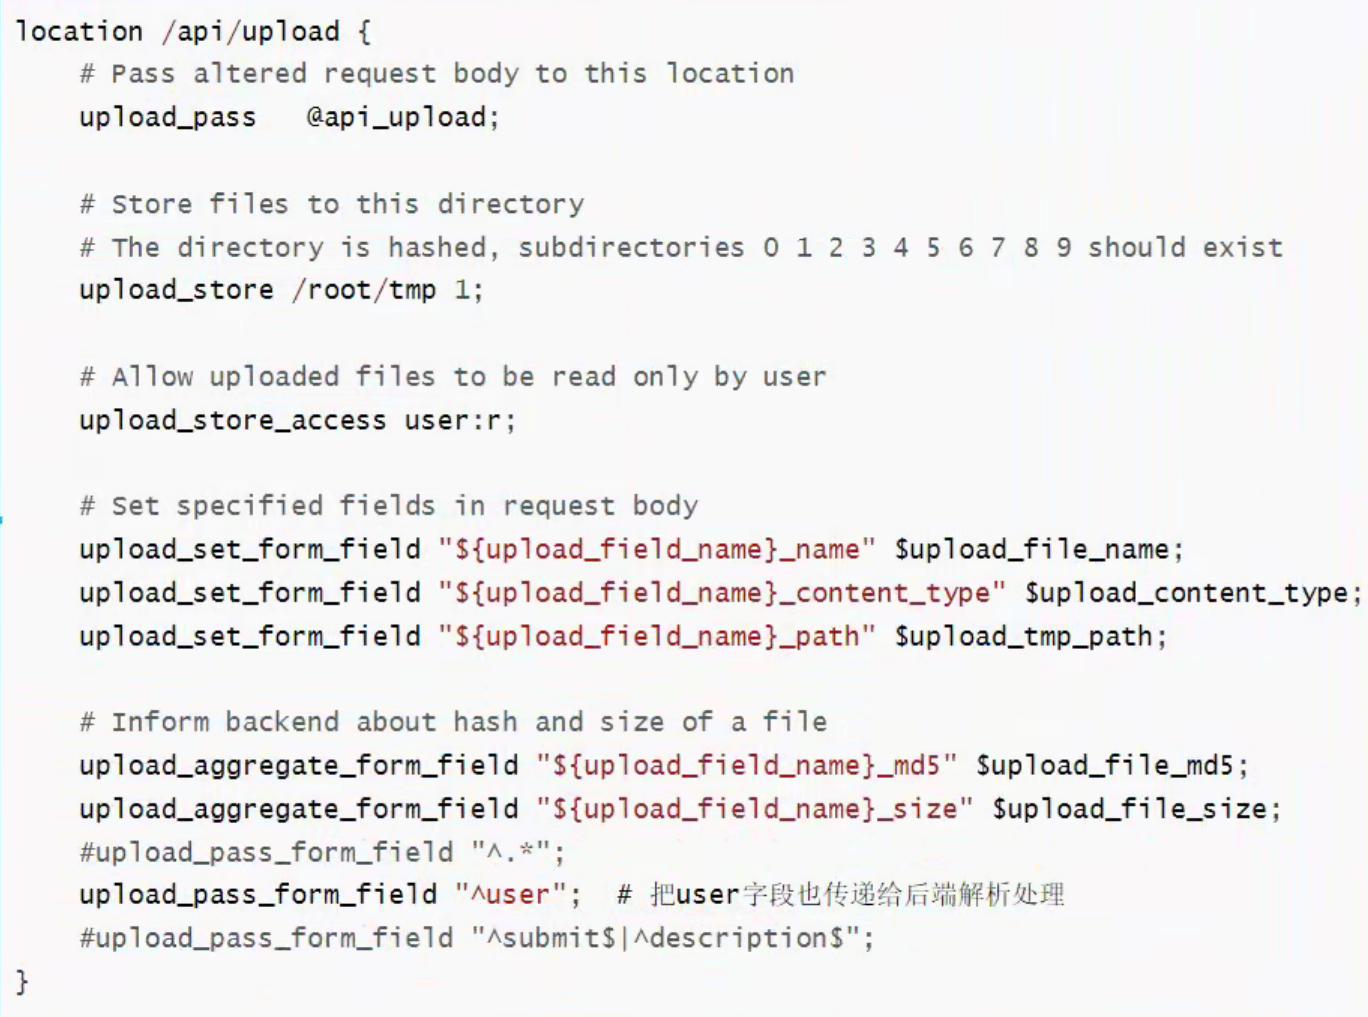 location /api/upload {
    # Pass altered request body to this location
    upload_pass   @api_upload;
    # Store files to this directory
    # The directory is hashed, subdirectories 0 1 2 3 4 5 6 7 8 9 should exist
    upload_store /root/tmp 1;
    # Allow uploaded files to be read only by user
    upload_store_access user:r;
    # Set specified fields in request body
    upload_set_form_field "${upload_field_name}_name" $upload_file_name;
    upload_set_form_field "${upload_field_name}_content_type" $upload_content_type;
    upload_set_form_field "${upload_field_name}_path" $upload_tmp_path;
    # Inform backend about hash and size of a file
    upload_aggregate_form_field "${upload_field_name}_md5" $upload_file_md5;
    upload_aggregate_form_field "${upload_field_name}_size" $upload_file_size;
    #upload_pass_form_field "^.*";
    upload_pass_form_field "^user";  # 把user字段也传递给后端解析处理
    #upload_pass_form_field "^submit$|^description$";
}